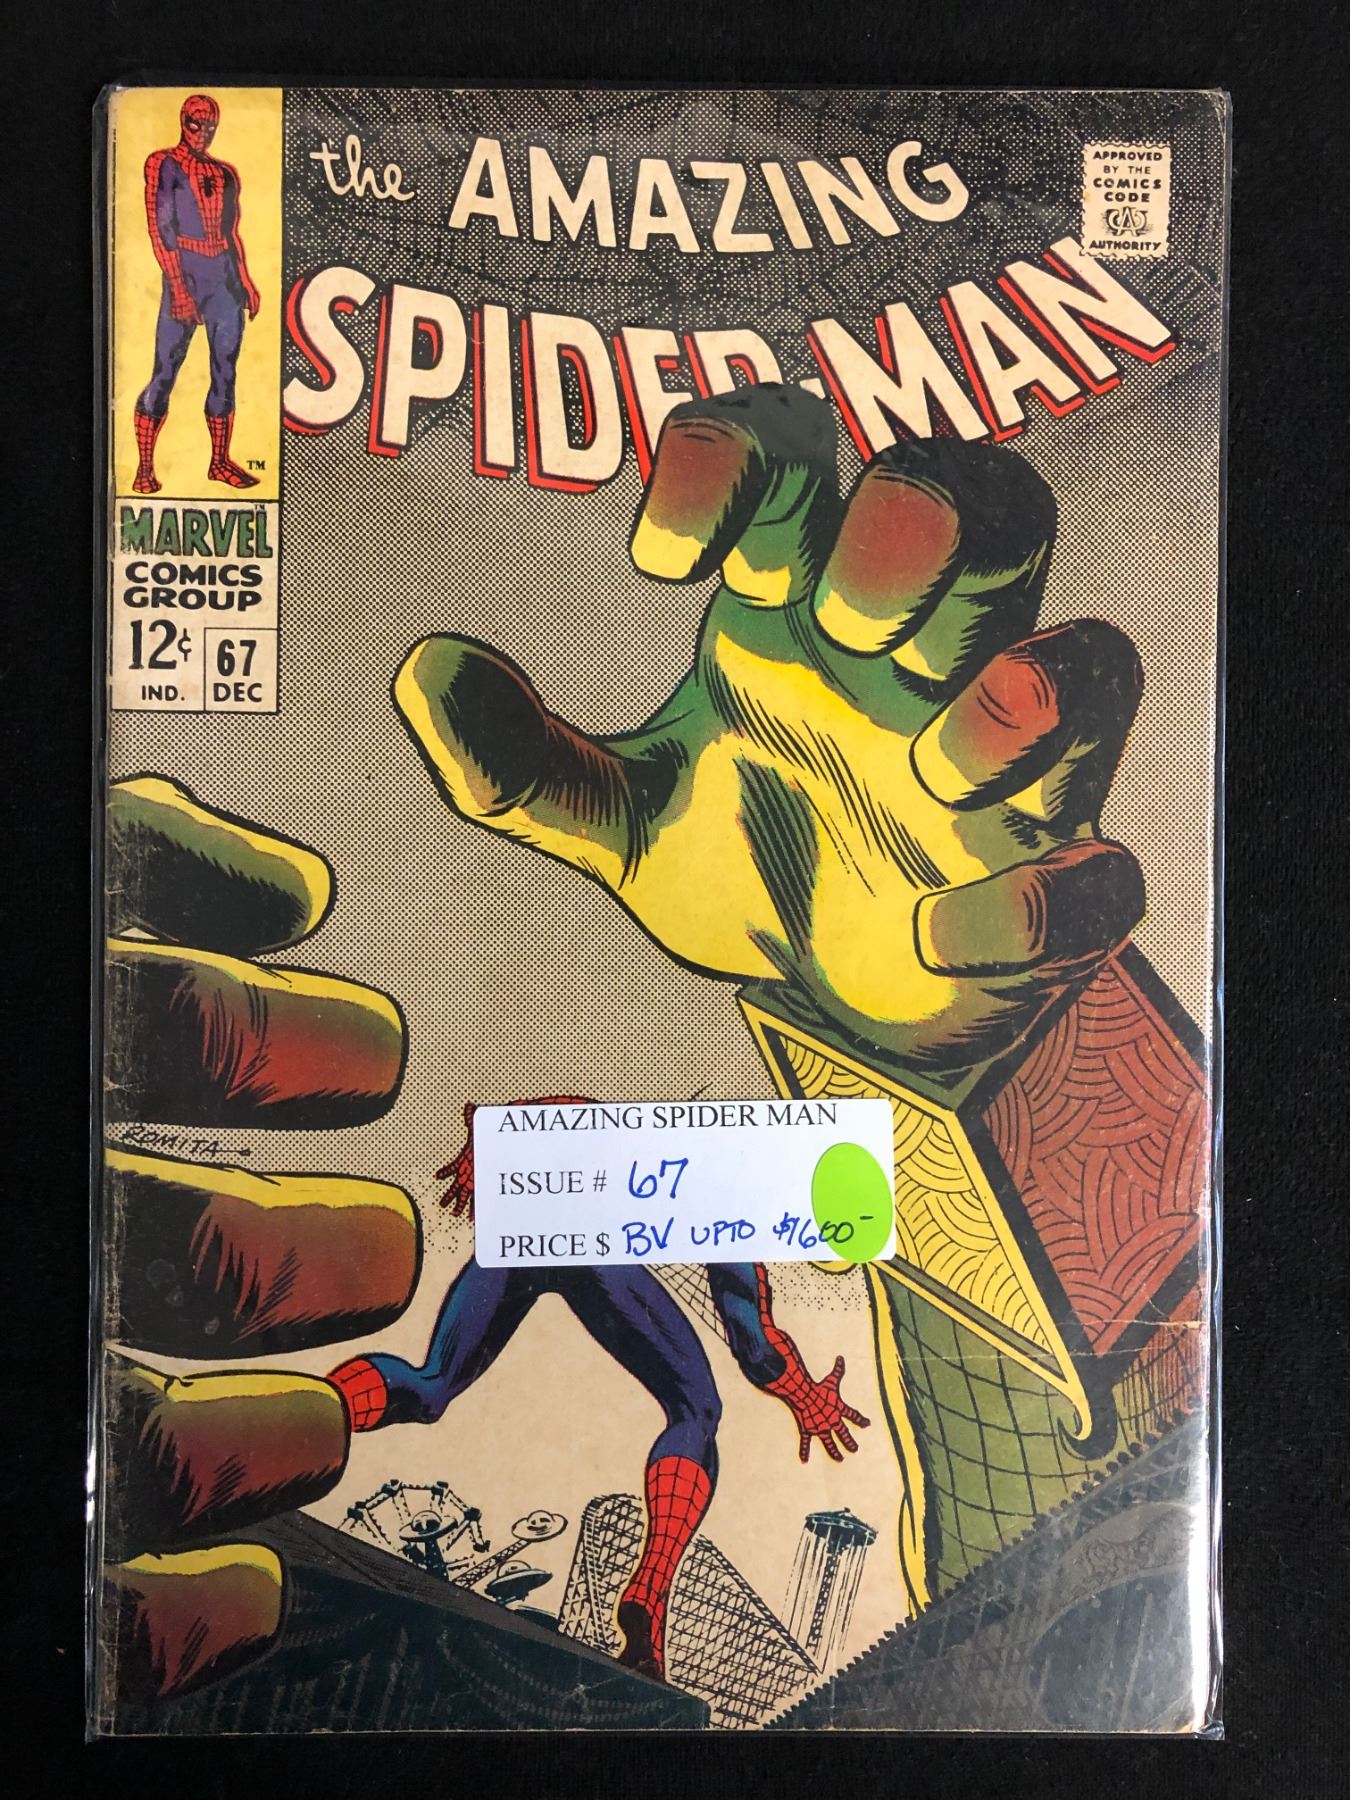 the AMAZING
SPIDER-MAN
APPROVED
BY THE
COMICS
CODE
CA
AUTHORITY
TM
MARVEL TM
COMICS
GROUP
12¢
IND.
67
DEC
ROMITA
AMAZING SPIDER MAN
ISSUE # 67
PRICE $ BV UPTO $1600-